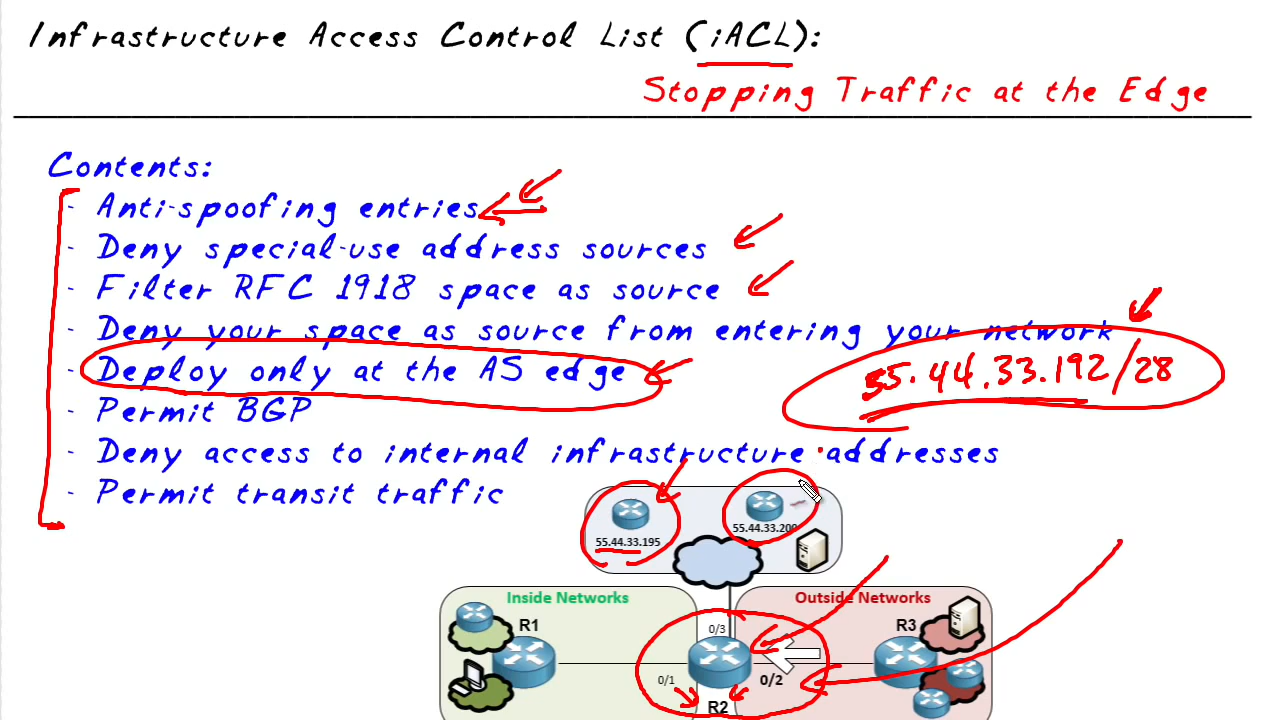 Infrastructure Access Control List (iACL):
Stopping Traffic at the Edge
Contents:
- Anti-spoofing entries
- Deny special-use address sources
- Filter RFC 1918 space as source
- Deny your space as source from entering your network
55.44.33.192/28
- Deploy only at the AS edge
- Permit BGP
- Deny access to internal infrastructure addresses
- Permit transit traffic
55.44.33.195
55.44.33.200
Inside Networks
Outside Networks
R1
0/3
R3
0/1
0/2
R2